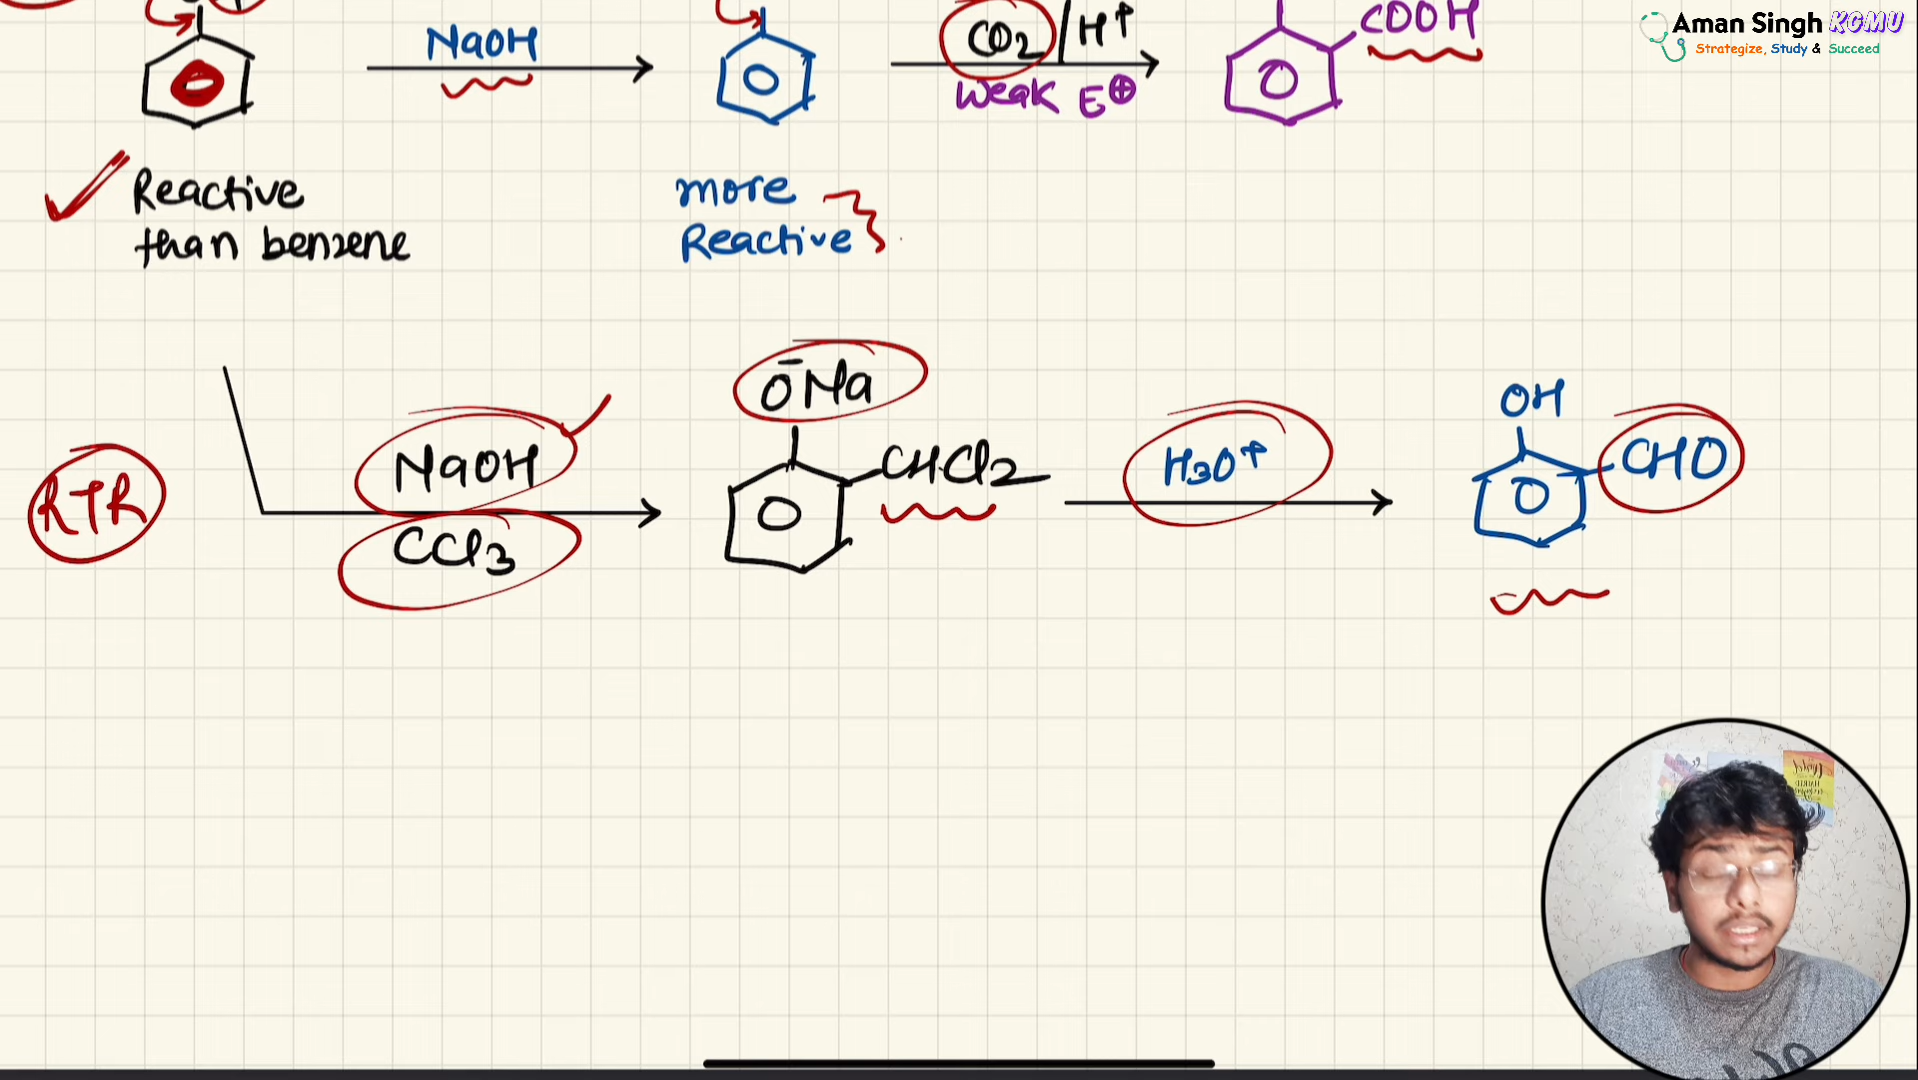 Aman Singh KGMU
Strategize, Study & Succeed
NaOH
CO2/H+
Weak E⊕
COOH
Reactive
than benzene
more
Reactive
RTR
NaOH
CCl3
ŌNa
CHCl2
H3O+
OH
CHO